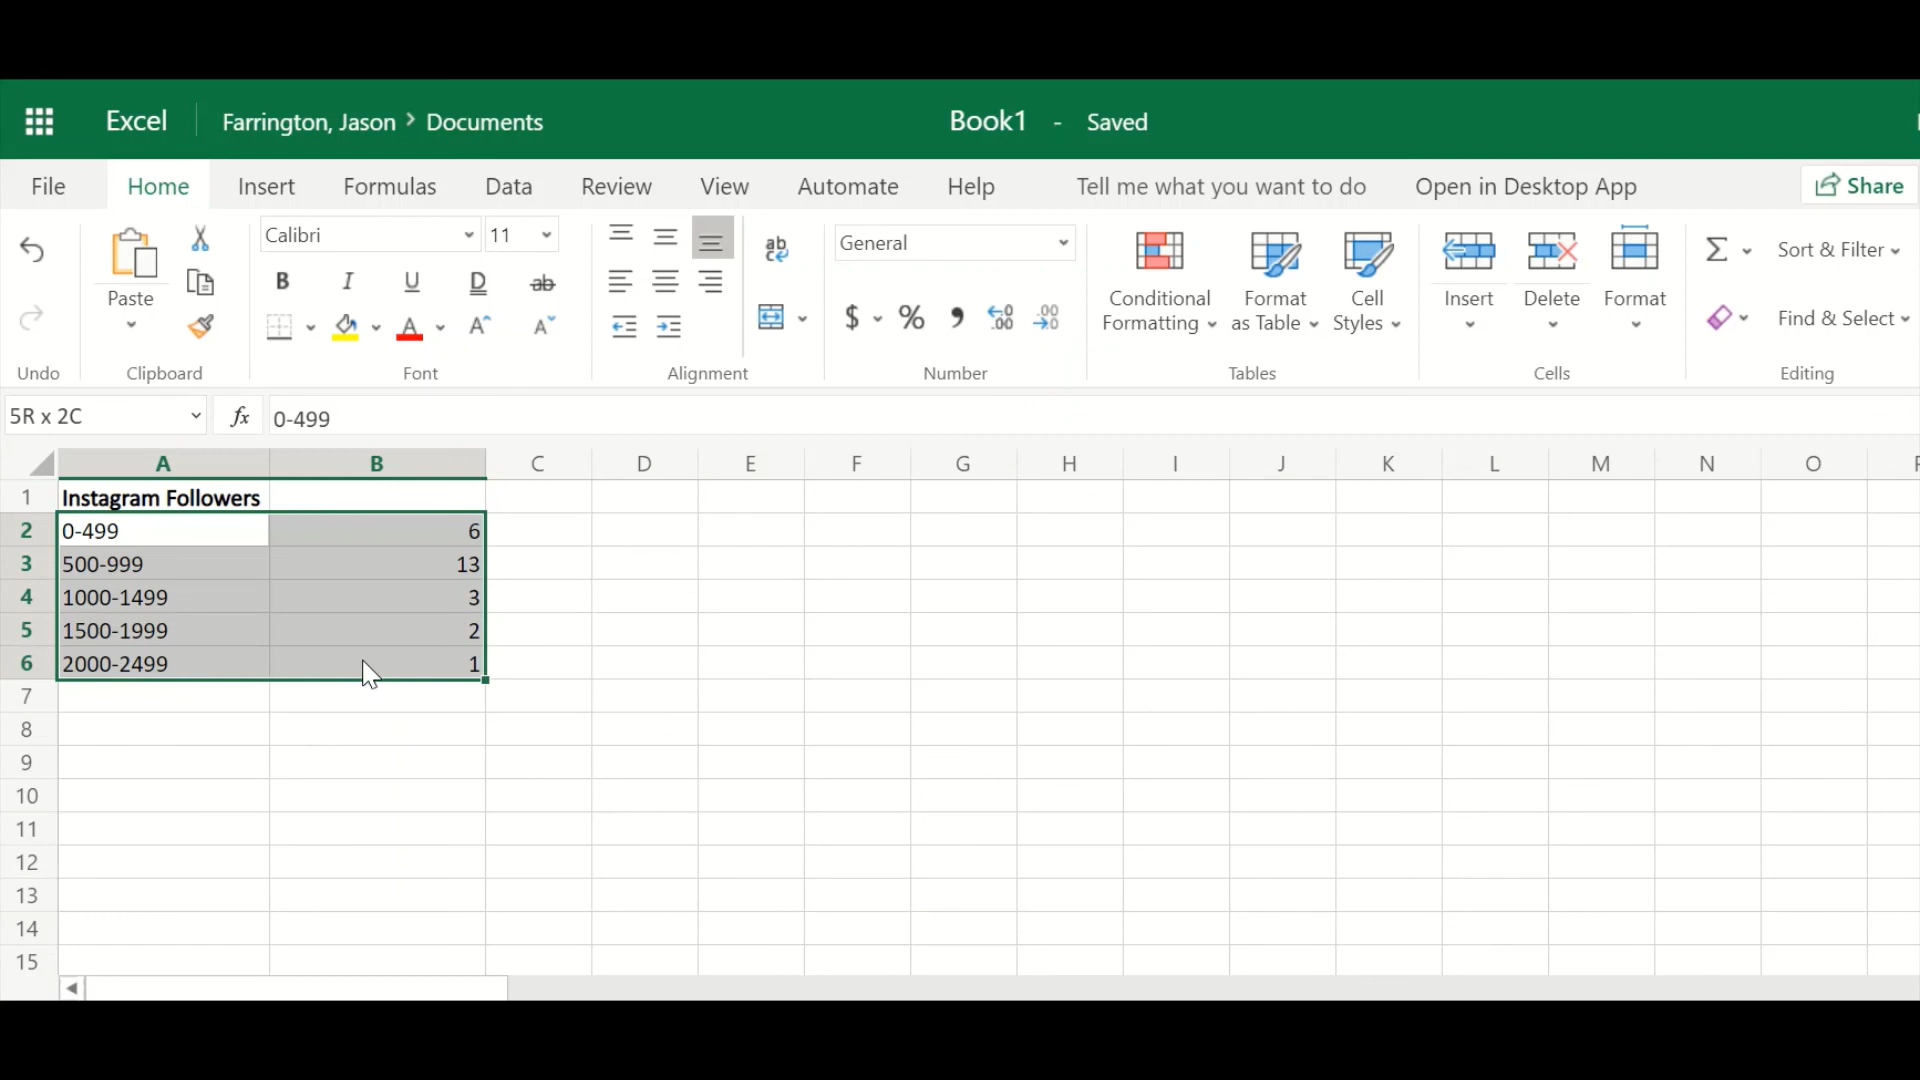 Excel Farrington, Jason > Documents Book1 - Saved
File Home Insert Formulas Data Review View Automate Help Tell me what you want to do Open in Desktop App Share
Calibri 11 General
B I U D ab
Paste
$ % 9 .00 .00
Conditional Formatting
Format as Table
Cell Styles
Insert Delete Format
Σ Sort & Filter
Find & Select
Undo Clipboard Font Alignment Number Tables Cells Editing
5R x 2C fx 0-499
A B C D E F G H I J K L M N O
1 Instagram Followers
2 0-499 6
3 500-999 13
4 1000-1499 3
5 1500-1999 2
6 2000-2499 1
7
8
9
10
11
12
13
14
15